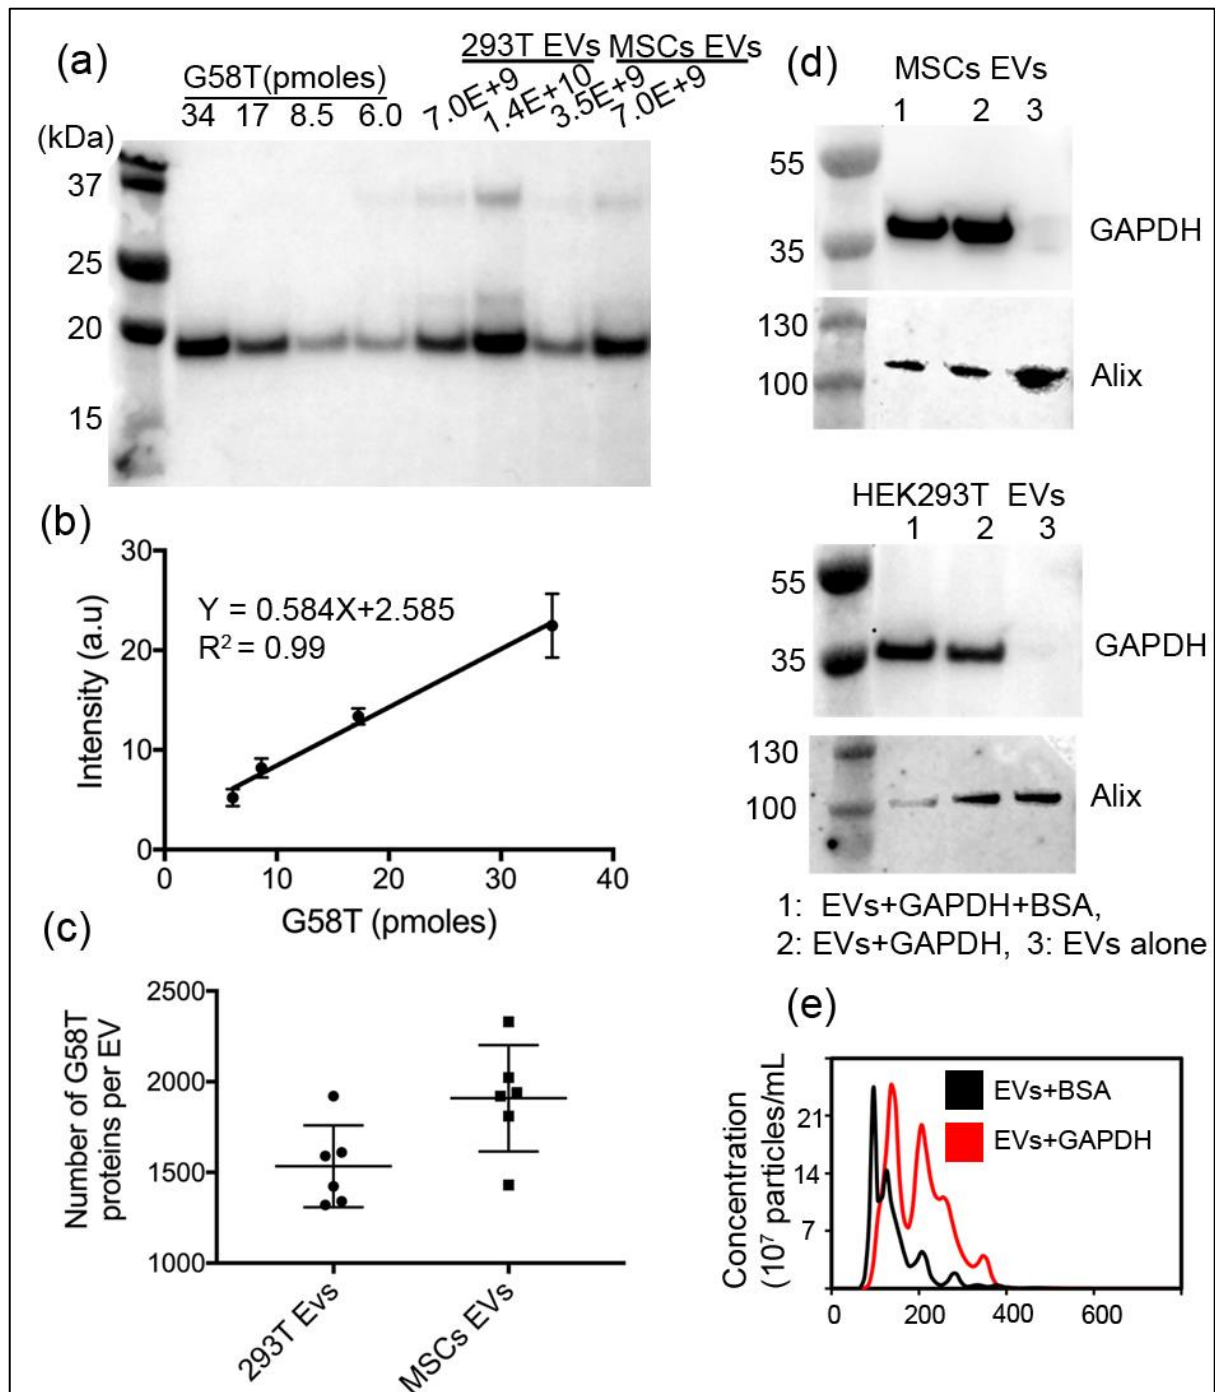 (a)
293T EVs MSCs EVs
G58T(pmoles)
34 17 8.5 6.0 7.0E+9 1.4E+10 3.5E+9 7.0E+9
(kDa)
37
25
20
15
(b)
30
20
10
0
Intensity (a.u)
Y = 0.584X+2.585
R² = 0.99
0 10 20 30 40
G58T (pmoles)
(c)
2500
2000
1500
1000
Number of G58T
proteins per EV
293T Evs
MSCs EVs
(d)
MSCs EVs
1 2 3
55
35
GAPDH
130
100
Alix
HEK293T EVs
1 2 3
55
35
GAPDH
130
100
Alix
1: EVs+GAPDH+BSA,
2: EVs+GAPDH, 3: EVs alone
(e)
Concentration
(10⁷ particles/mL
21
14
7
EVs+BSA
EVs+GAPDH
0 200 400 600